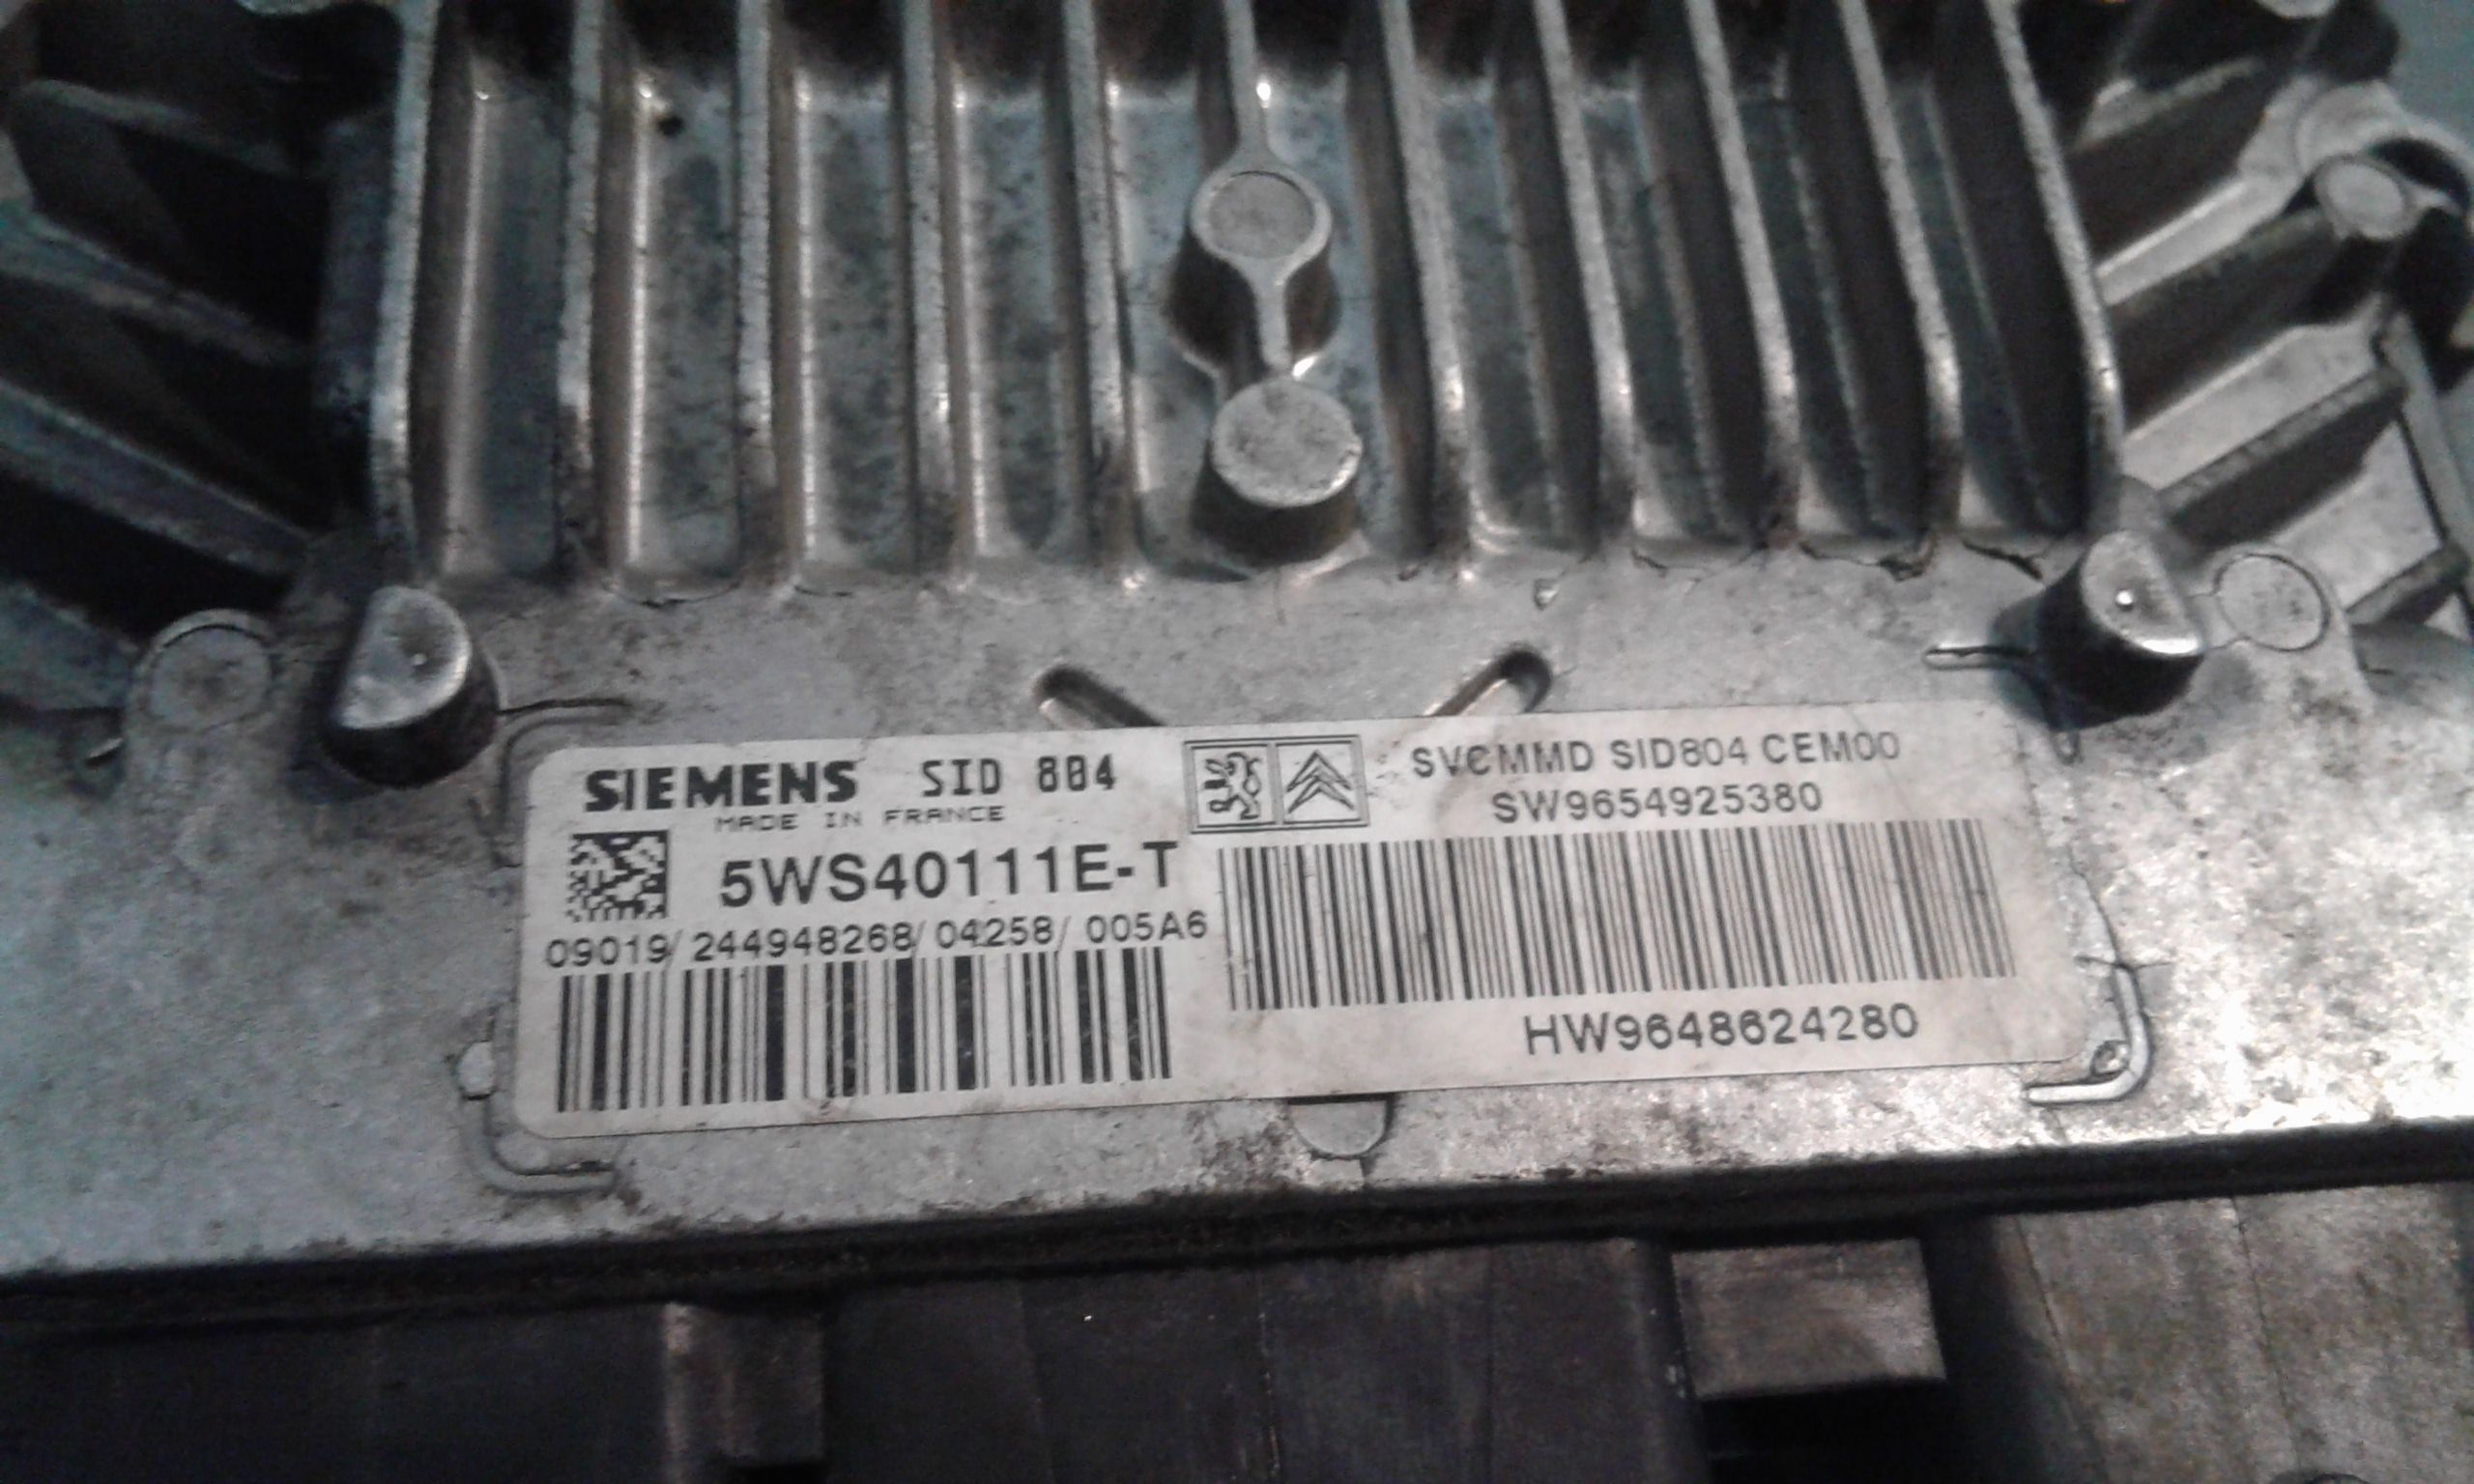 SIEMENS SID 804
MADE IN FRANCE
5WS40111E-T
09019/ 244948268/ 04258/ 005A6
SVCMMD SID804 CEM00
SW9654925380
HW9648624280